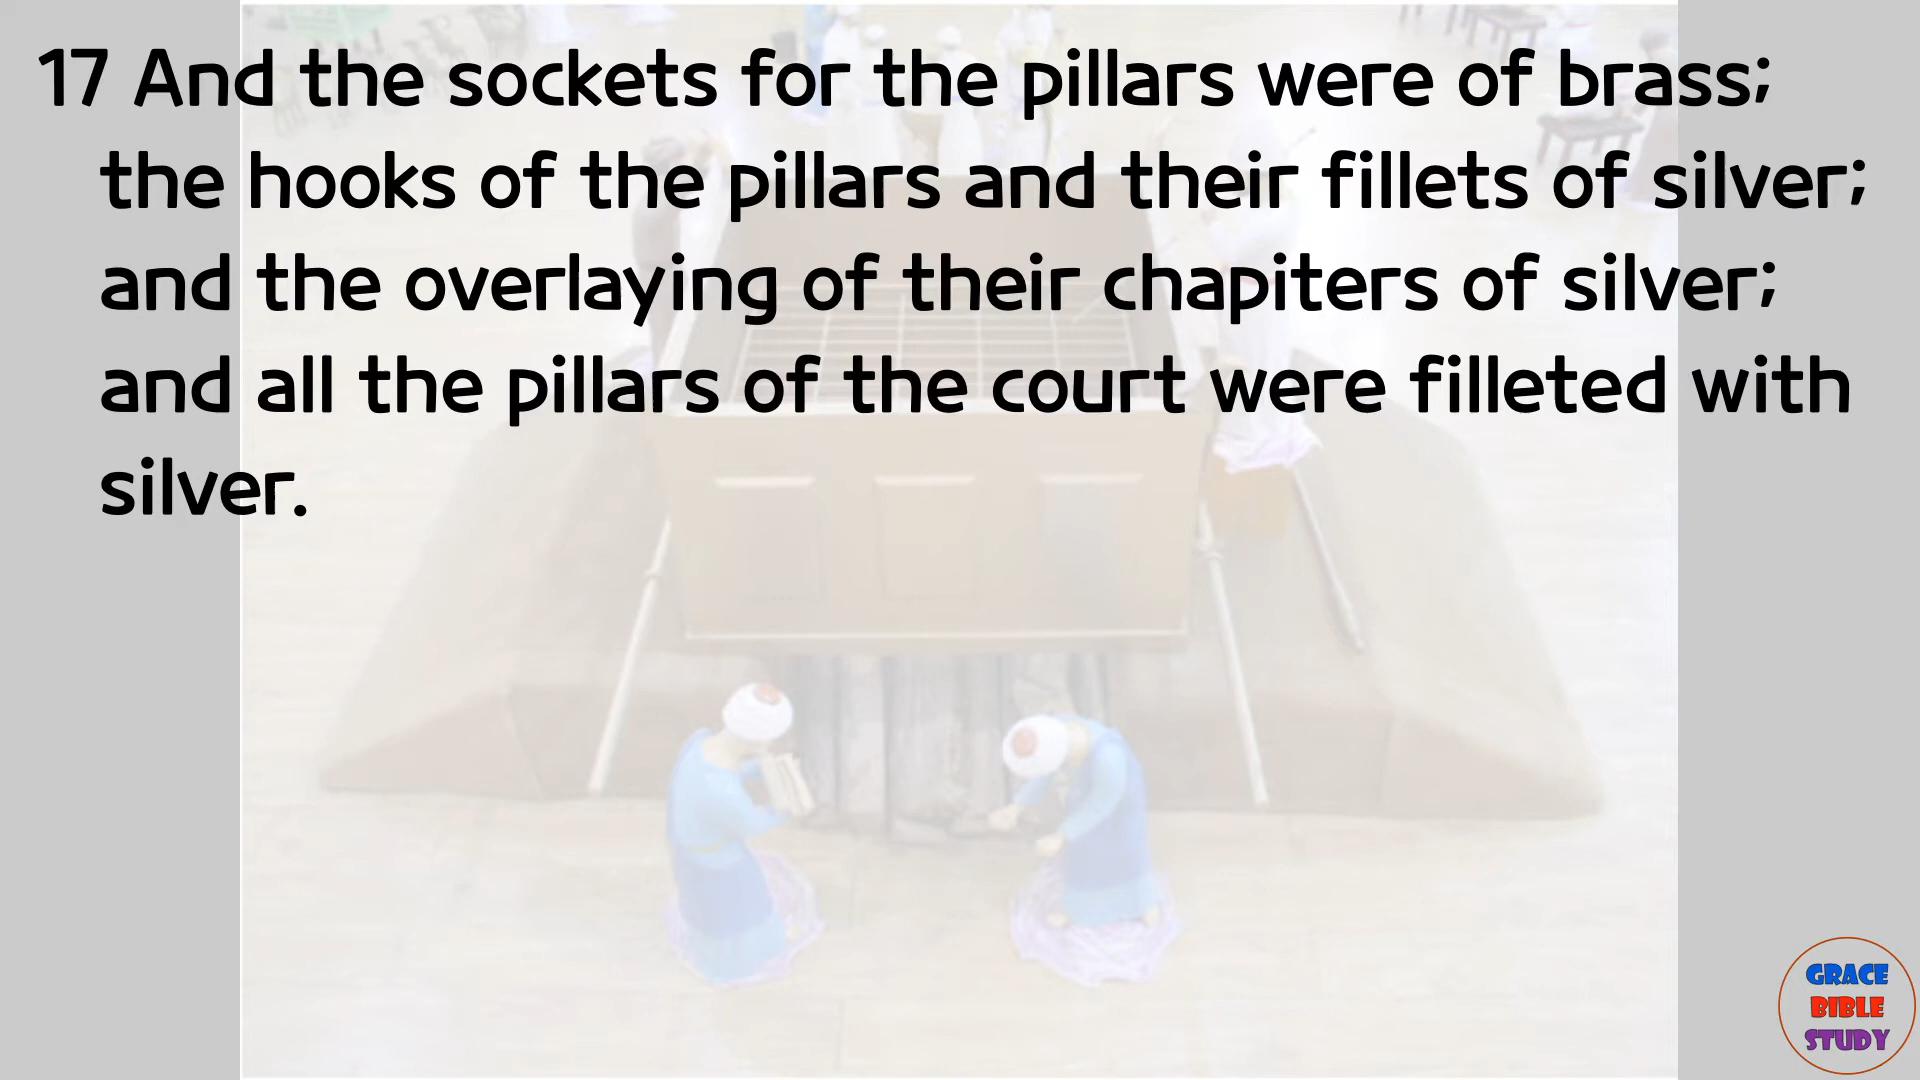 17 And the sockets for the pillars were of brass;
the hooks of the pillars and their fillets of silver;
and the overlaying of their chapiters of silver;
and all the pillars of the court were filleted with
silver.
GRACE
BIBLE
STUDY